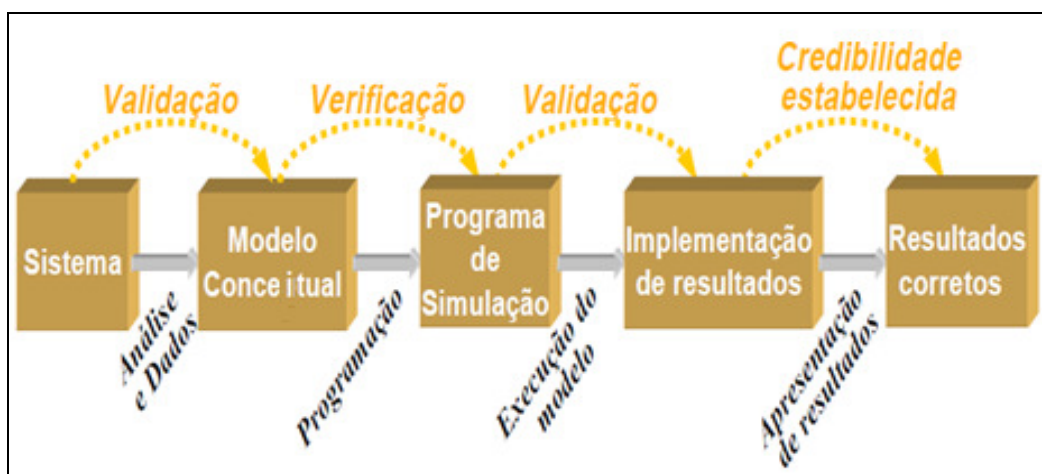 Validação
Verificação
Validação
Credibilidade
estabelecida
Sistema
Modelo
Conceitual
Programa
de
Simulação
Implementação
de resultados
Resultados
corretos
Análise
e Dados
Programação
Execução do
modelo
Apresentação
de resultados